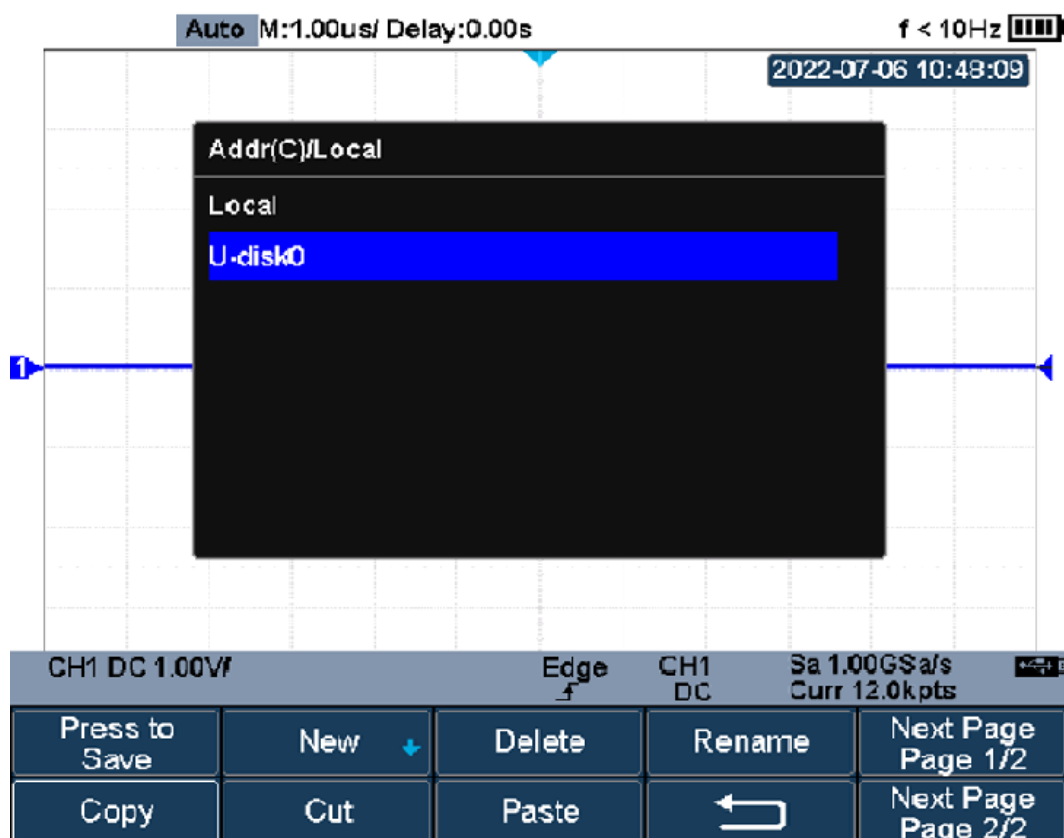 Auto M:1.00us/ Delay:0.00s f < 10Hz
2022-07-06 10:48:09
Addr(C)/Local
Local
U-disk0
1
CH1 DC 1.00V/ Edge CH1 Sa 1.00GSa/s
DC Curr 12.0kpts
Press to Save
New
Delete
Rename
Next Page
Page 1/2
Copy
Cut
Paste
Next Page
Page 2/2